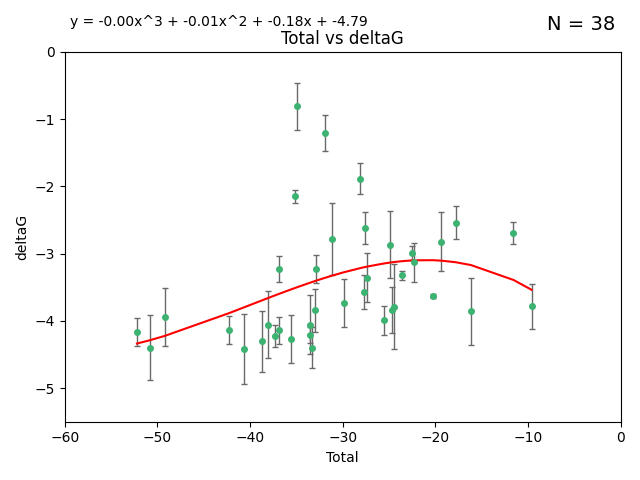 y = -0.00x^3 + -0.01x^2 + -0.18x + -4.79
N = 38
Total vs deltaG
0
−1
−2
−3
−4
−5
deltaG
−60 −50 −40 −30 −20 −10 0
Total